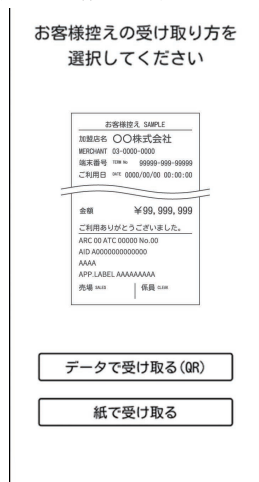 お客様控えの受け取り方を
選択してください
お客様控え SAMPLE
加盟店名 〇〇株式会社
MERCHANT 03-0000-0000
端末番号 TERM No 99999-999-99999
ご利用日 DATE 0000/00/00 00:00:00
金額 ￥99,999,999
ご利用ありがとうございました。
ARC 00 ATC 00000 No.00
AID A0000000000000
AAAA
APP.LABEL AAAAAAAAA
売場 SALES 係員 CLERK
データで受け取る(QR)
紙で受け取る